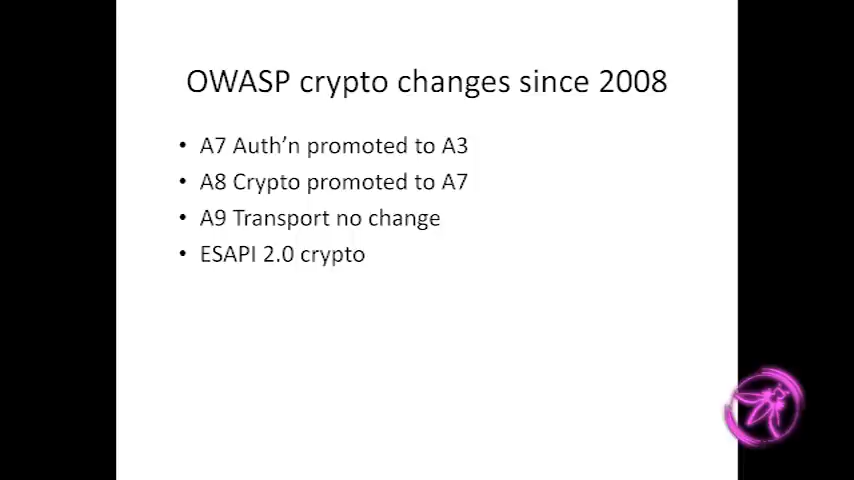 OWASP crypto changes since 2008
• A7 Auth’n promoted to A3
• A8 Crypto promoted to A7
• A9 Transport no change
• ESAPI 2.0 crypto